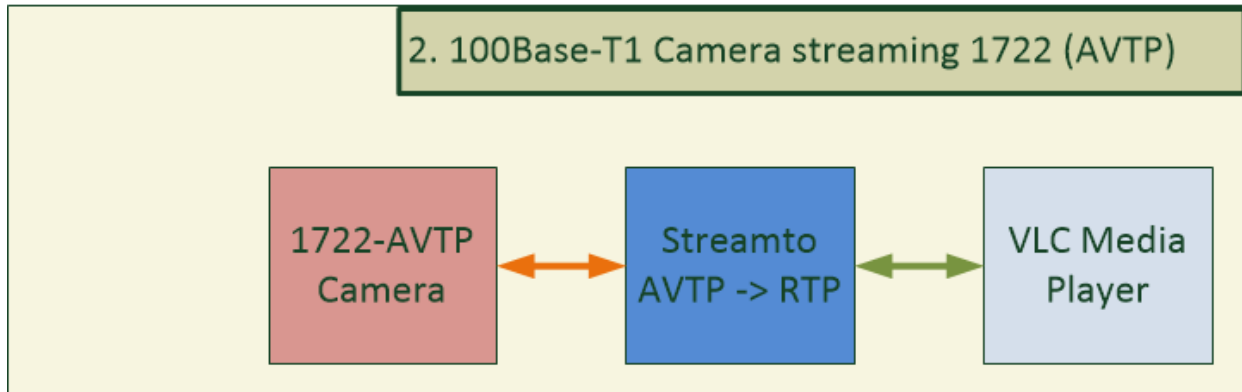 2. 100Base-T1 Camera streaming 1722 (AVTP)
1722-AVTP
Camera
Streamto
AVTP -> RTP
VLC Media
Player